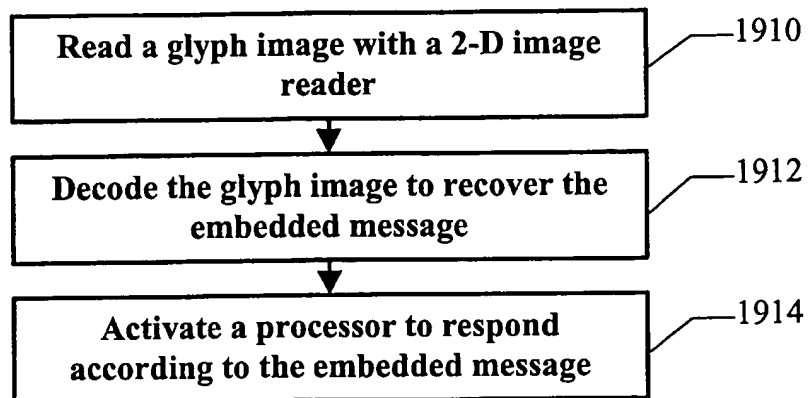 Read a glyph image with a 2-D image
reader
1910
Decode the glyph image to recover the
embedded message
1912
Activate a processor to respond
according to the embedded message
1914